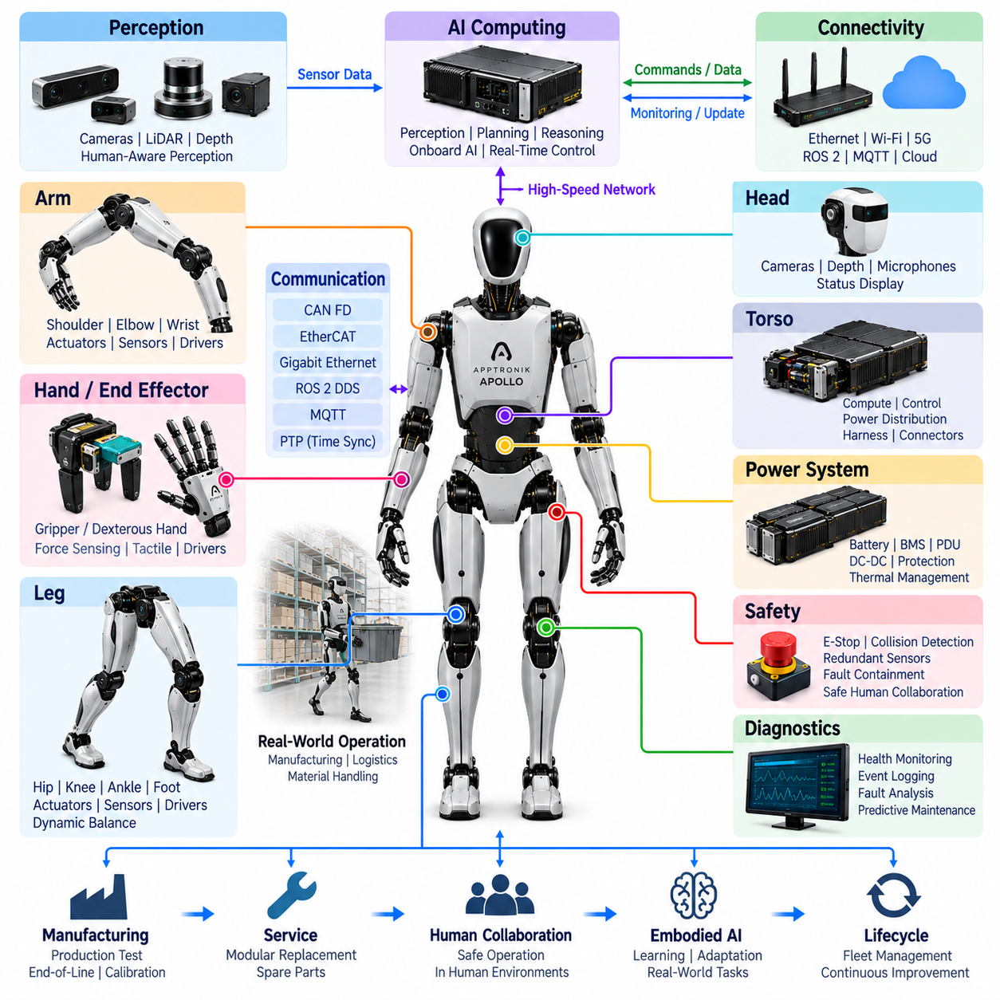 Perception
Cameras | LiDAR | Depth
Human-Aware Perception
Sensor Data
AI Computing
Perception | Planning | Reasoning
Onboard AI | Real-Time Control
Commands / Data
Monitoring / Update
Connectivity
Ethernet | Wi-Fi | 5G
ROS 2 | MQTT | Cloud
High-Speed Network
Arm
Shoulder | Elbow | Wrist
Actuators | Sensors | Drivers
Communication
CAN FD
EtherCAT
Gigabit Ethernet
ROS 2 DDS
MQTT
PTP (Time Sync)
APPTRONIK
APOLLO
Head
Cameras | Depth | Microphones
Status Display
Torso
Compute | Control
Power Distribution
Harness | Connectors
Hand / End Effector
Gripper / Dexterous Hand
Force Sensing | Tactile | Drivers
Power System
Battery | BMS | PDU
DC-DC | Protection
Thermal Management
Leg
Hip | Knee | Ankle | Foot
Actuators | Sensors | Drivers
Dynamic Balance
Real-World Operation
Manufacturing | Logistics
Material Handling
Safety
E-Stop | Collision Detection
Redundant Sensors
Fault Containment
Safe Human Collaboration
Diagnostics
Health Monitoring
Event Logging
Fault Analysis
Predictive Maintenance
Manufacturing
Production Test
End-of-Line | Calibration
Service
Modular Replacement
Spare Parts
Human Collaboration
Safe Operation
In Human Environments
Embodied AI
Learning | Adaptation
Real-World Tasks
Lifecycle
Fleet Management
Continuous Improvement